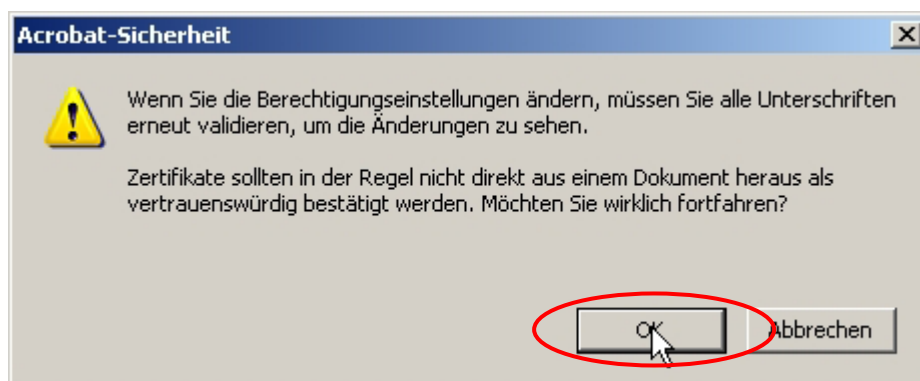 Acrobat-Sicherheit
Wenn Sie die Berechtigungseinstellungen ändern, müssen Sie alle Unterschriften
erneut validieren, um die Änderungen zu sehen.
Zertifikate sollten in der Regel nicht direkt aus einem Dokument heraus als
vertrauenswürdig bestätigt werden. Möchten Sie wirklich fortfahren?
OK Abbrechen